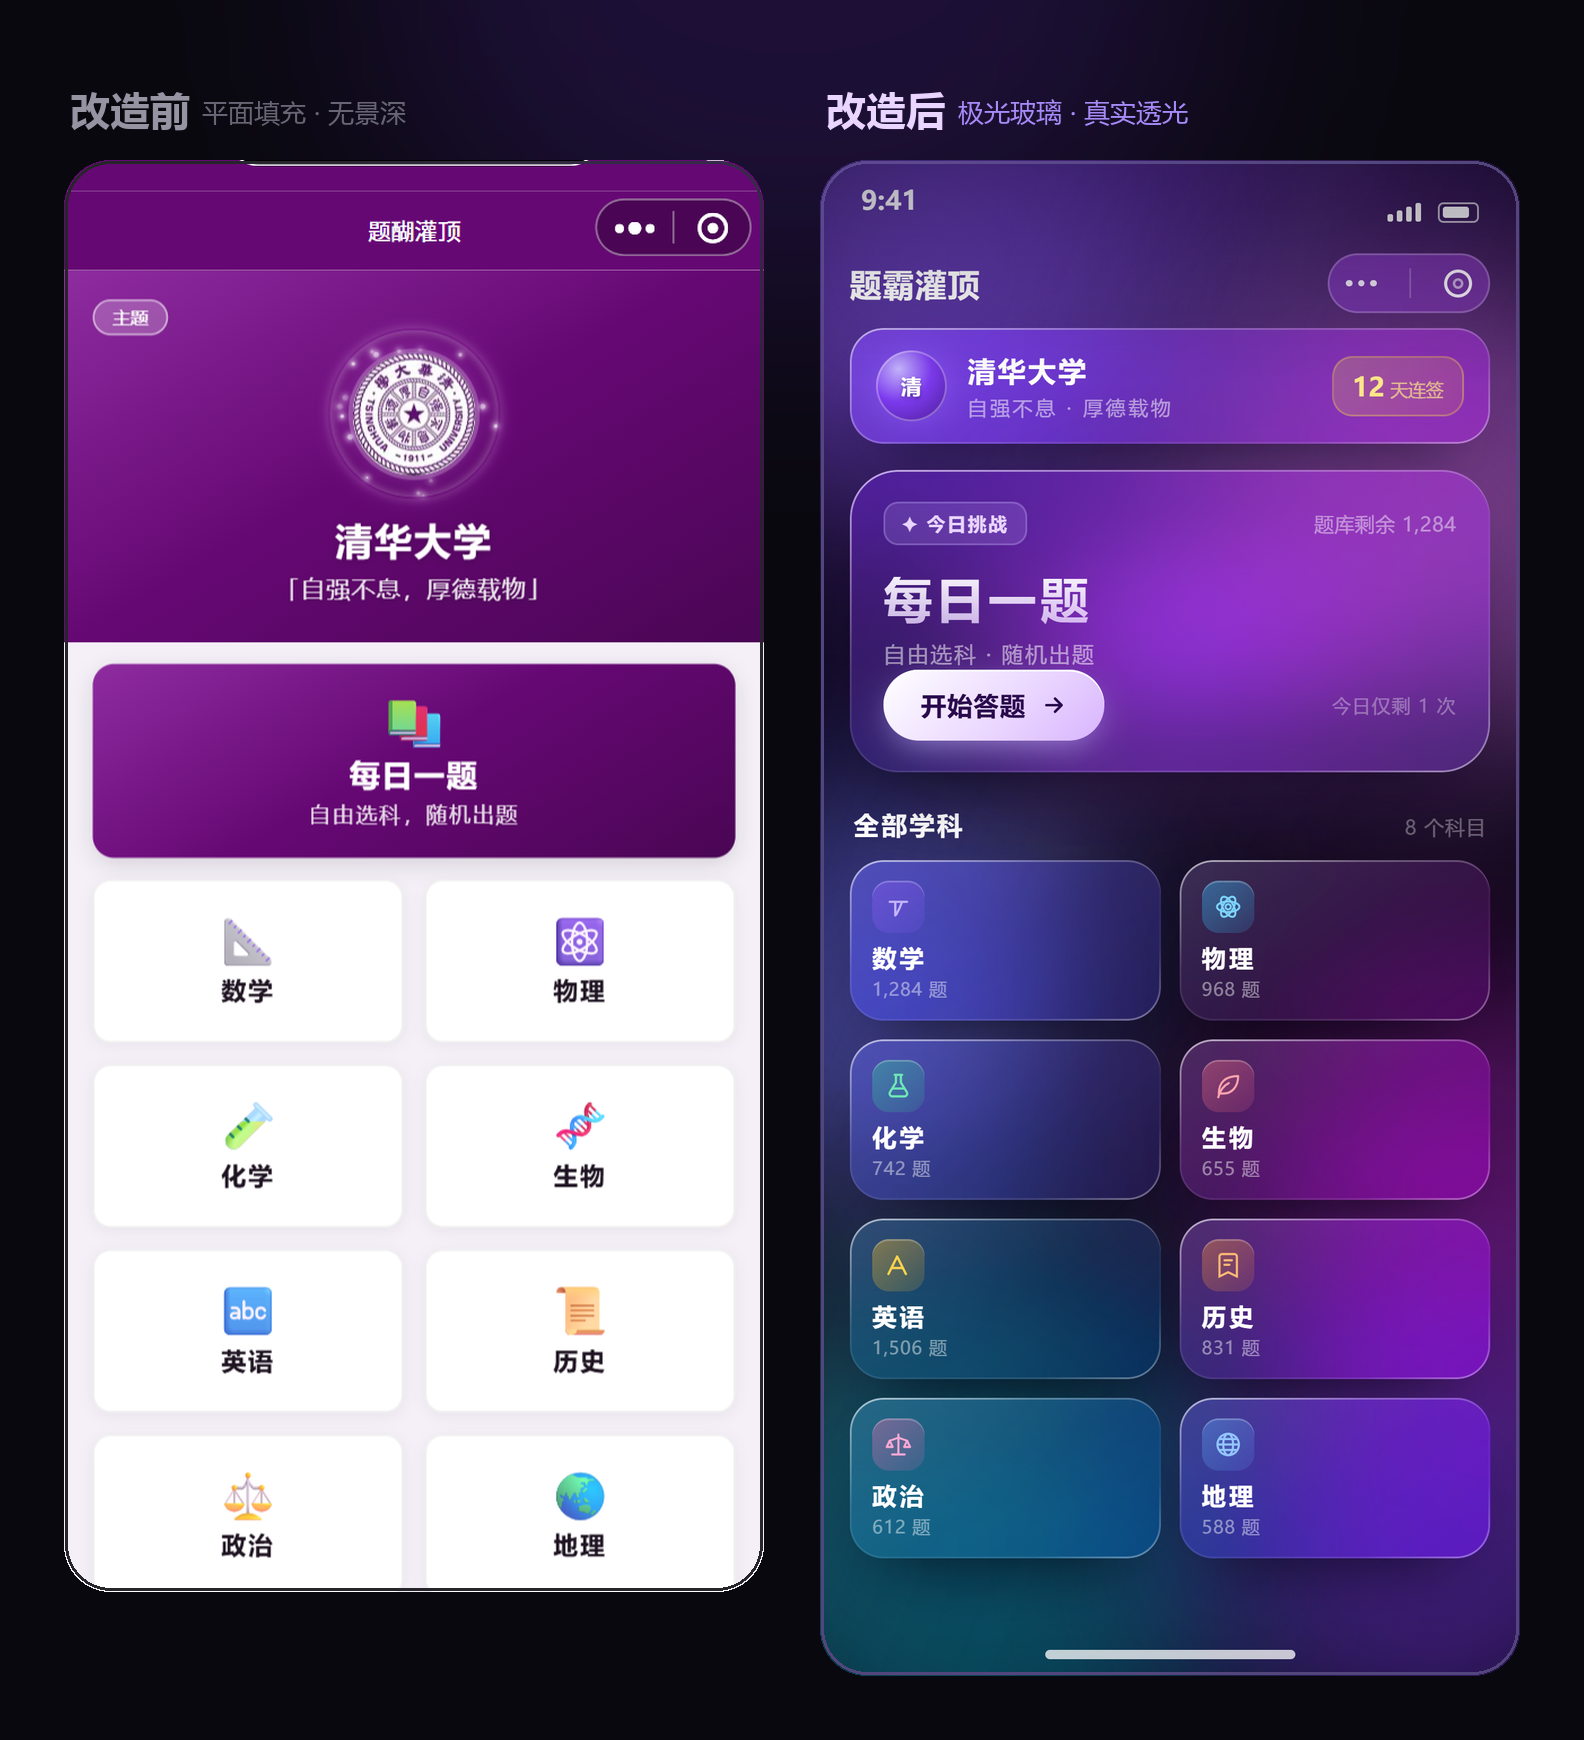 改造前 平面填充 · 无景深
题醐灌顶
主题
清華大學
TSINGHUA UNIVERSITY
-1911-
清华大学
「自强不息，厚德载物」
每日一题
自由选科，随机出题
数学
物理
化学
生物
abc
英语
历史
政治
地理
改造后 极光玻璃 · 真实透光
9:41
题霸灌顶
清
清华大学
自强不息 · 厚德载物
12 天连签
✦ 今日挑战
题库剩余 1,284
每日一题
自由选科 · 随机出题
开始答题 →
今日仅剩 1 次
全部学科
8 个科目
数学
1,284 题
物理
968 题
化学
742 题
生物
655 题
A
英语
1,506 题
历史
831 题
政治
612 题
地理
588 题